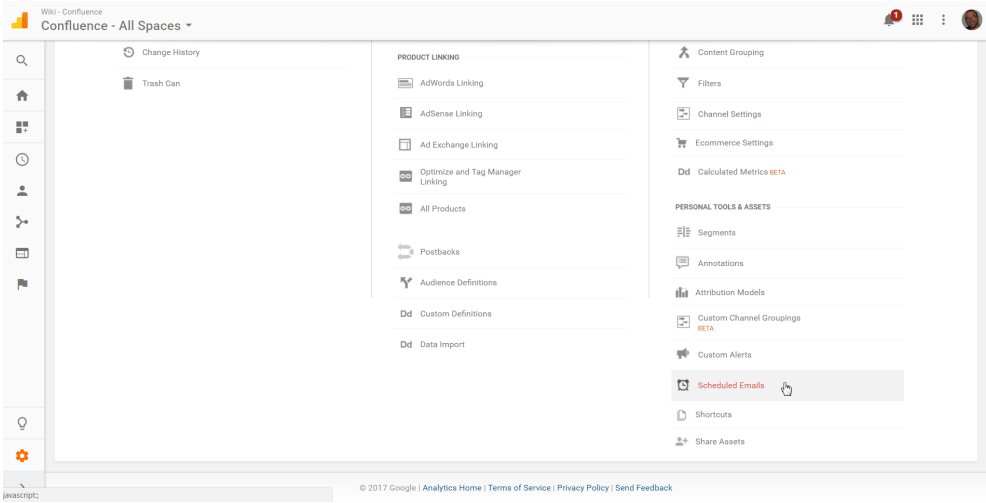 Wiki - Confluence
Confluence - All Spaces
1
Change History
Trash Can
PRODUCT LINKING
AdWords Linking
AdSense Linking
Ad Exchange Linking
Optimize and Tag Manager
Linking
All Products
Postbacks
Audience Definitions
Dd Custom Definitions
Dd Data Import
Content Grouping
Filters
Channel Settings
Ecommerce Settings
Dd Calculated Metrics BETA
PERSONAL TOOLS & ASSETS
Segments
Annotations
Attribution Models
Custom Channel Groupings
BETA
Custom Alerts
Scheduled Emails
Shortcuts
Share Assets
© 2017 Google | Analytics Home | Terms of Service | Privacy Policy | Send Feedback
javascript:;